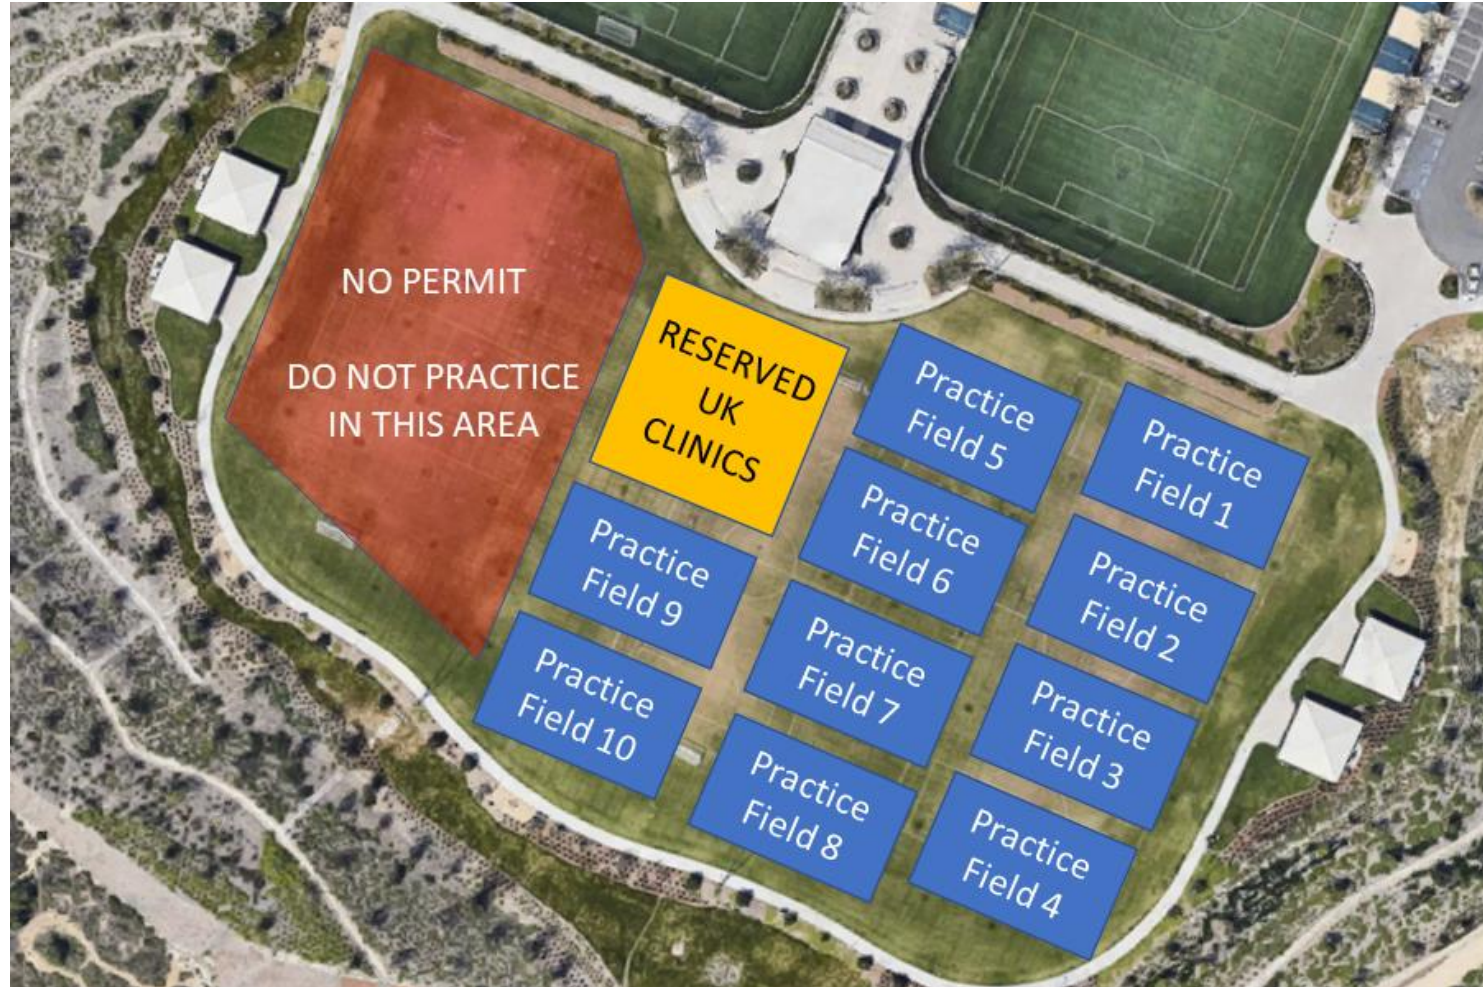 NO PERMIT
DO NOT PRACTICE
IN THIS AREA
RESERVED
UK
CLINICS
Practice
Field 5
Practice
Field 1
Practice
Field 6
Practice
Field 2
Practice
Field 9
Practice
Field 7
Practice
Field 3
Practice
Field 10
Practice
Field 8
Practice
Field 4